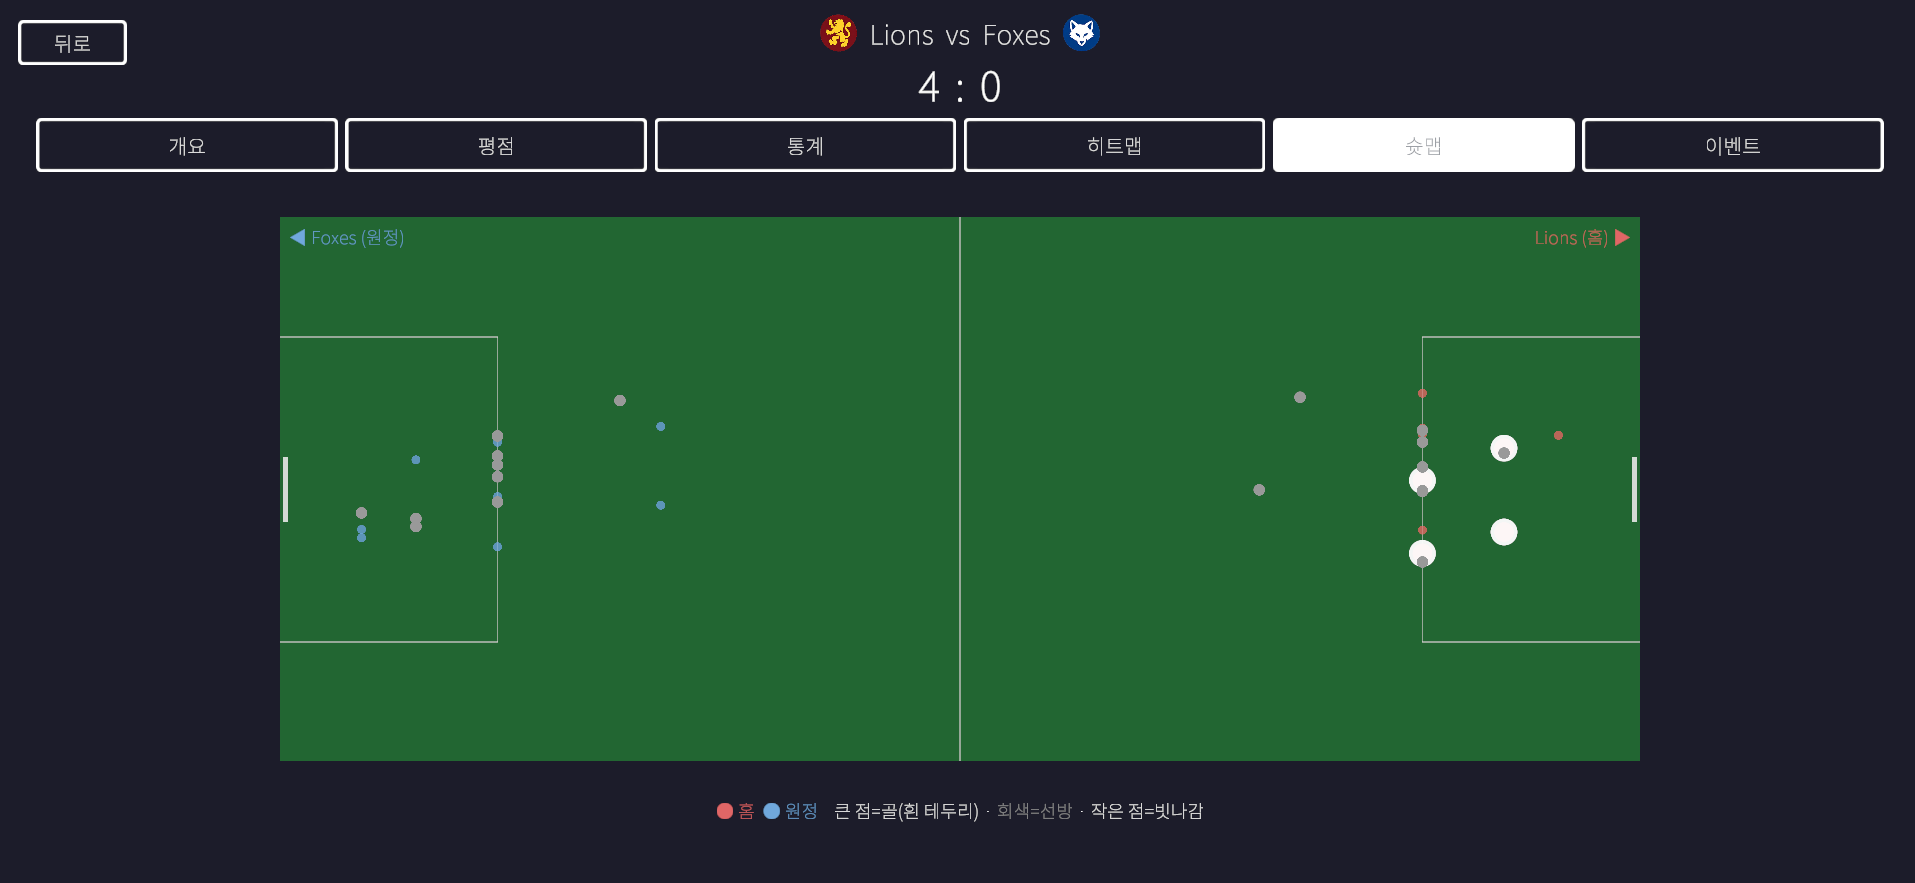 뒤로
Lions vs Foxes
4 : 0
개요
평점
통계
히트맵
슛맵
이벤트
◀ Foxes (원정)
Lions (홈) ▶
홈 원정 큰 점=골(흰 테두리) · 회색=선방 · 작은 점=빗나감